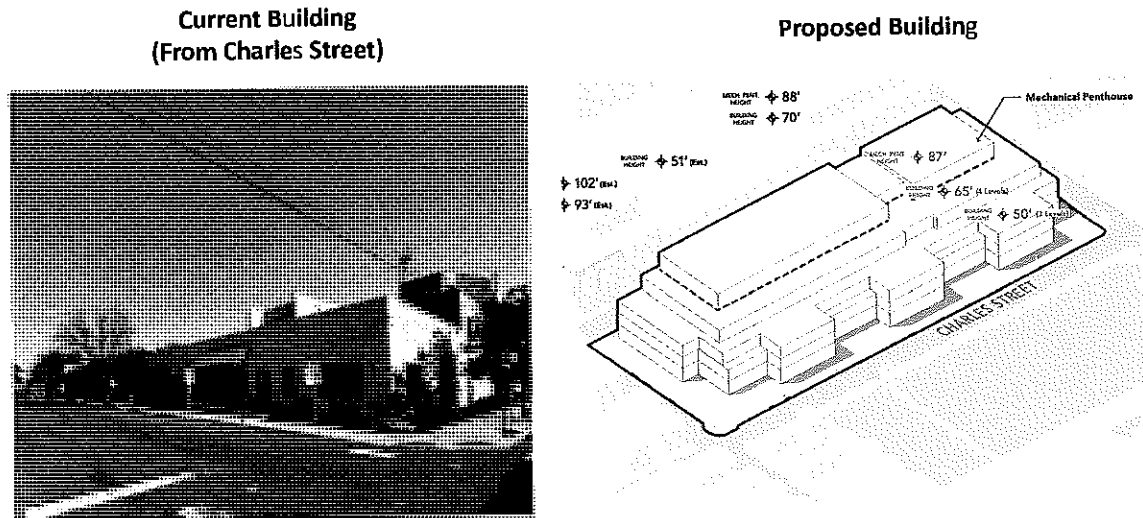 Current Building
(From Charles Street)
Proposed Building
MECH PENT.
HEIGHT
88'
BUILDING
HEIGHT
70'
Mechanical Penthouse
BUILDING
HEIGHT
51' (Est.)
102' (Est.)
93' (Est.)
MECH PENT.
HEIGHT
87'
BUILDING
HEIGHT
65' (4 Levels)
BUILDING
HEIGHT
50' (3 Levels)
CHARLES STREET